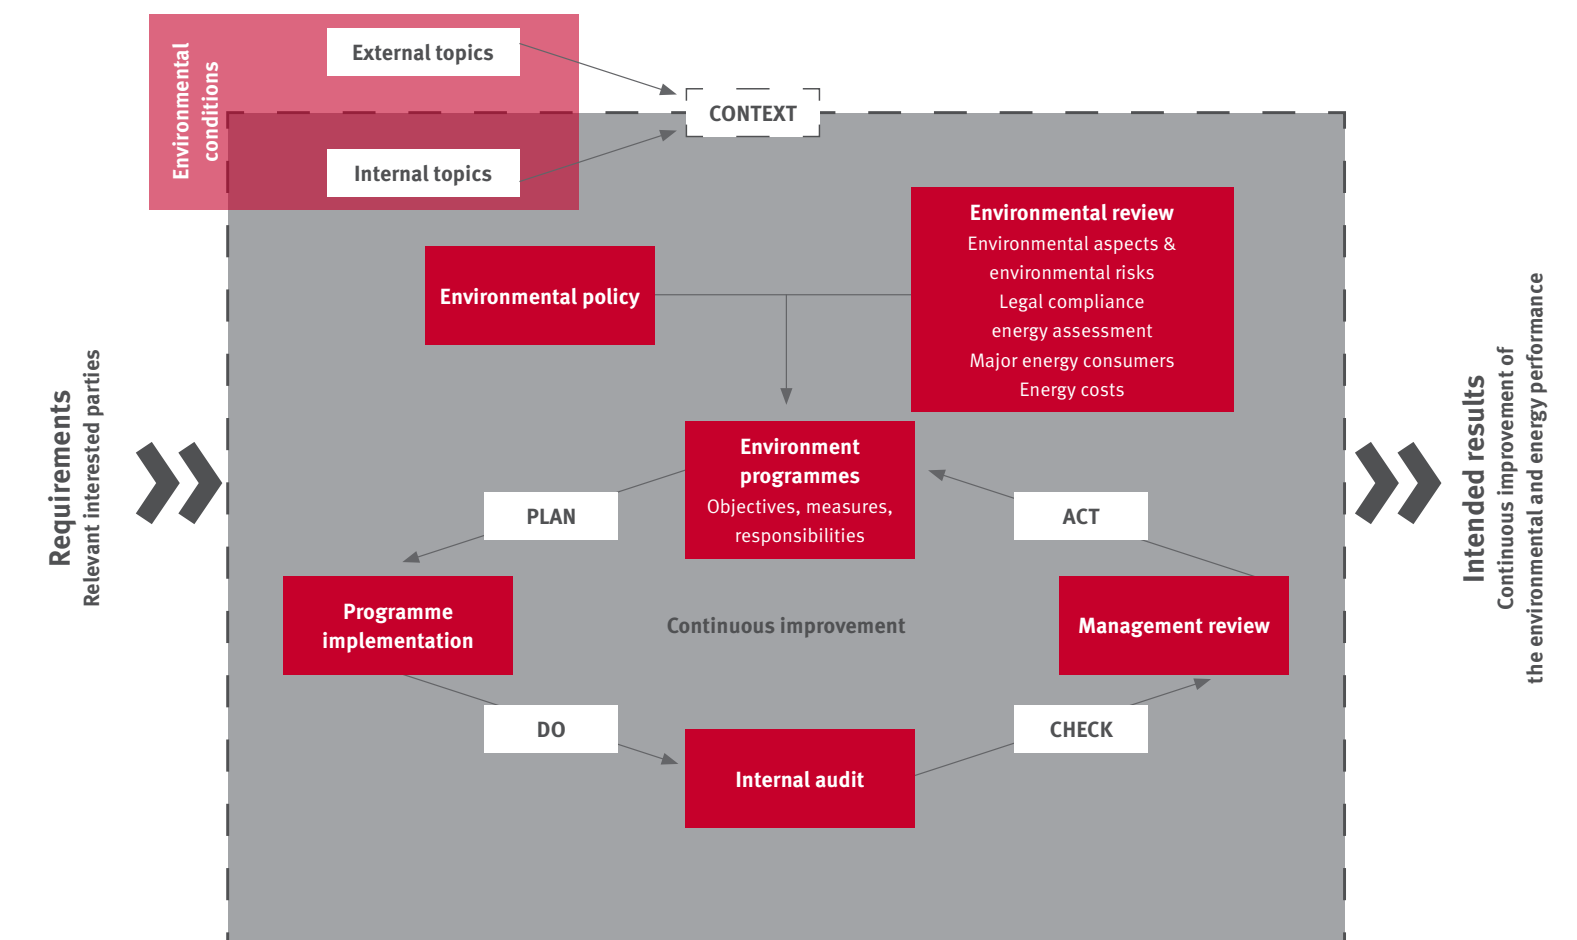 Environmental
conditions
External topics
CONTEXT
Internal topics
Environmental policy
Environmental review
Environmental aspects &
environmental risks
Legal compliance
energy assessment
Major energy consumers
Energy costs
Requirements
Relevant interested parties
Environment
programmes
Objectives, measures,
responsibilities
PLAN
ACT
Programme
implementation
Continuous improvement
Management review
DO
CHECK
Internal audit
Intended results
Continuous improvement of
the environmental and energy performance